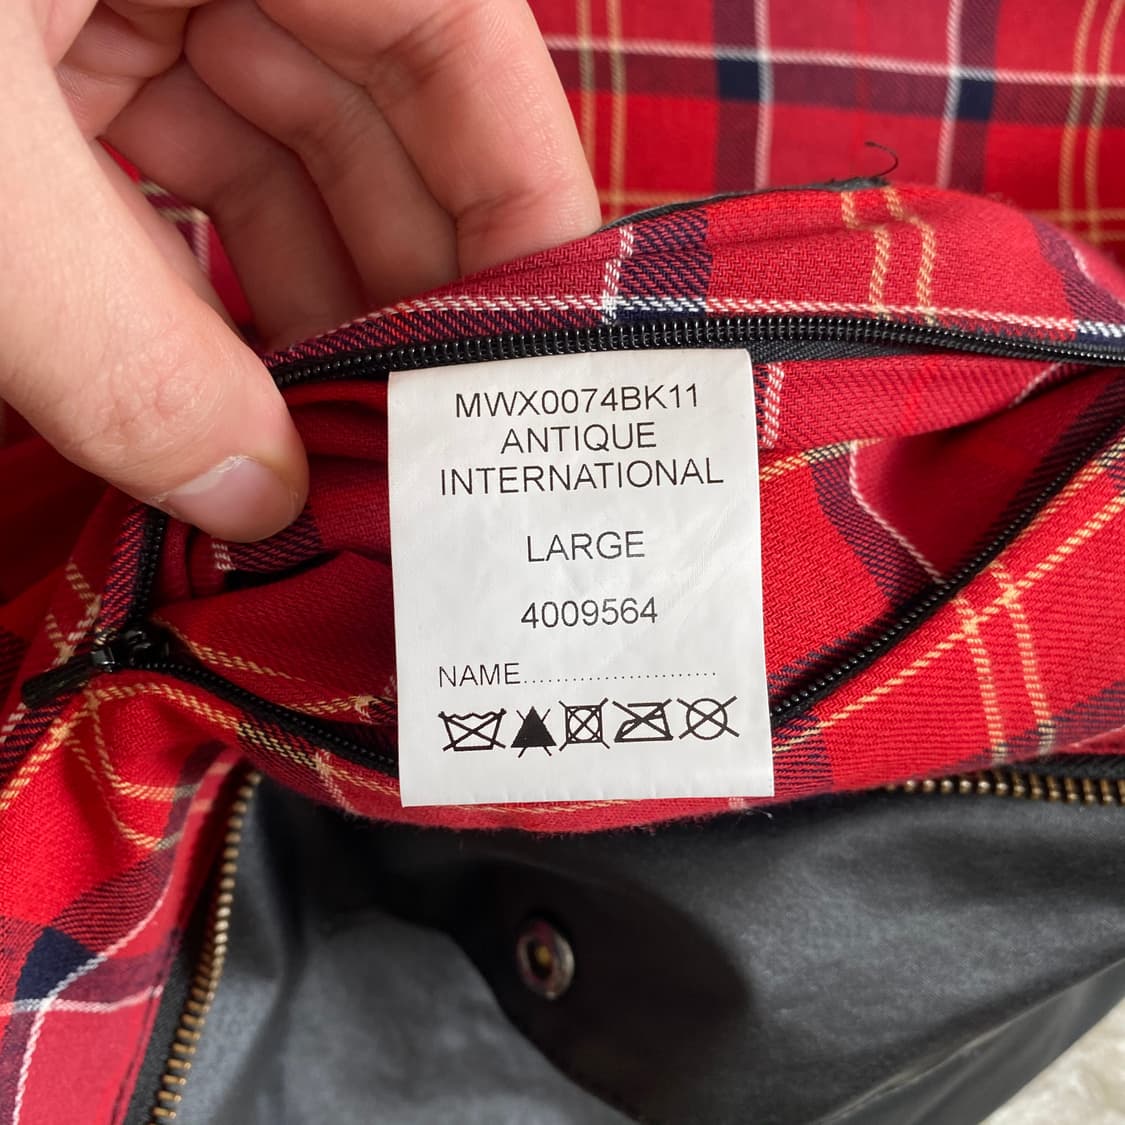 MWX0074BK11
ANTIQUE
INTERNATIONAL
LARGE
4009564
NAME........................